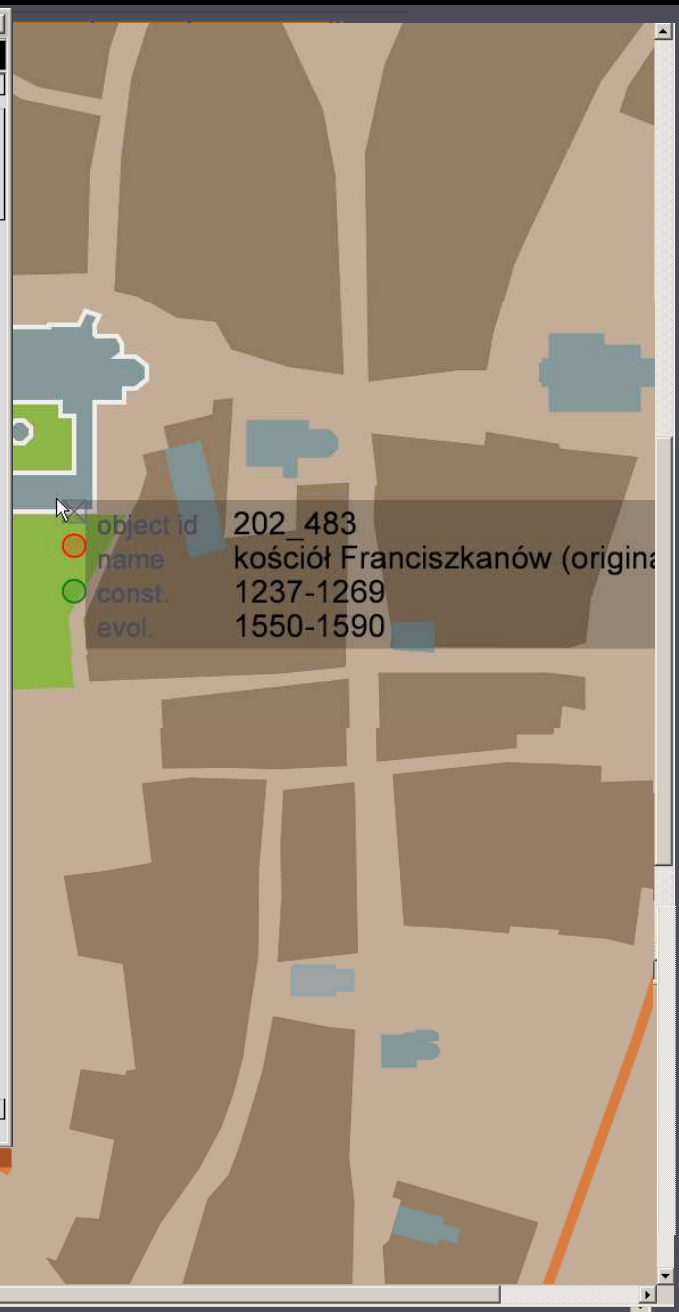 object id 202_483
name kościół Franciszkanów (origina
const. 1237-1269
evol. 1550-1590